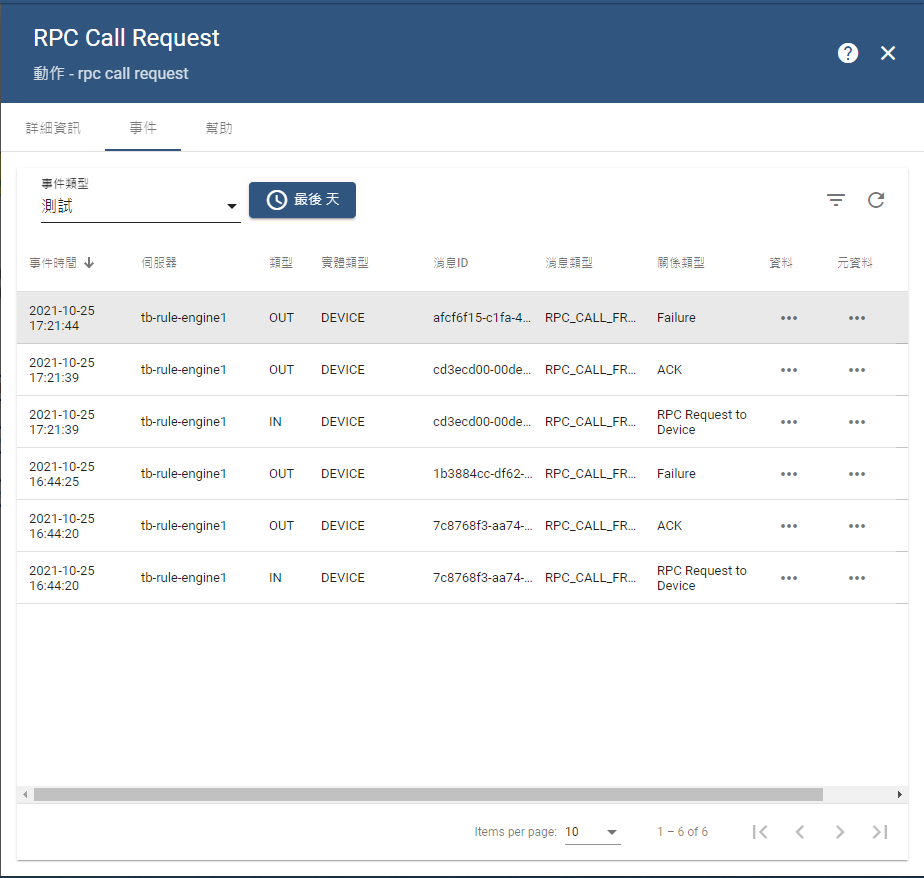 RPC Call Request
動作 - rpc call request
詳細資訊 事件 幫助
事件類型
測試
最後 天
事件時間 伺服器 類型 實體類型 消息ID 消息類型 關係類型 資料 元資料
2021-10-25 17:21:44 tb-rule-engine1 OUT DEVICE afcf6f15-c1fa-4... RPC_CALL_FR... Failure ...
2021-10-25 17:21:39 tb-rule-engine1 OUT DEVICE cd3ecd00-00de... RPC_CALL_FR... ACK ...
2021-10-25 17:21:39 tb-rule-engine1 IN DEVICE cd3ecd00-00de... RPC_CALL_FR... RPC Request to Device ...
2021-10-25 16:44:25 tb-rule-engine1 OUT DEVICE 1b3884cc-df62-... RPC_CALL_FR... Failure ...
2021-10-25 16:44:20 tb-rule-engine1 OUT DEVICE 7c8768f3-aa74-... RPC_CALL_FR... ACK ...
2021-10-25 16:44:20 tb-rule-engine1 IN DEVICE 7c8768f3-aa74-... RPC_CALL_FR... RPC Request to Device ...
Items per page: 10 1 – 6 of 6